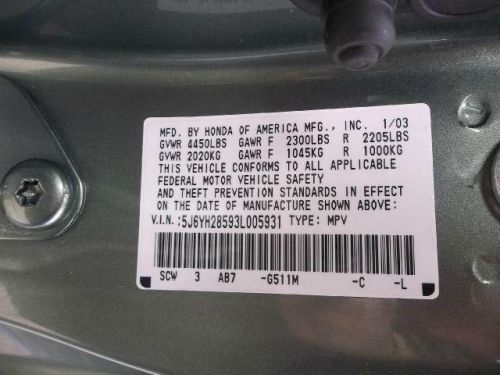 MFD. BY HONDA OF AMERICA MFG., INC. 1/03
GVWR 4450LBS GAWR F 2300LBS R 2205LBS
GVWR 2020KG GAWR F 1045KG R 1000KG
THIS VEHICLE CONFORMS TO ALL APPLICABLE
FEDERAL MOTOR VEHICLE SAFETY
AND THEFT PREVENTION STANDARDS IN EFFECT
ON THE DATE OF MANUFACTURE SHOWN ABOVE:
V.I.N.:5J6YH28593L005931 TYPE: MPV
SCW 3 AB7 -G511M -C -L